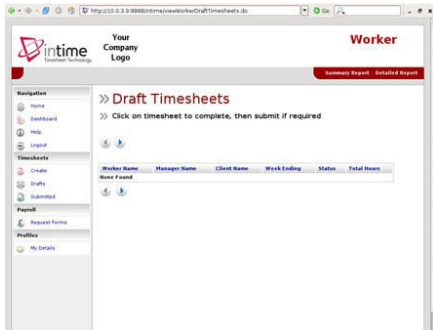 http://10.0.3.9:8888/intime/viewWorkerDraftTimesheets.do
Go
intime
Timesheet Technology
Your
Company
Logo
Worker
Summary Report Detailed Report
Navigation
Home
Dashboard
Help
Logout
Timesheets
Create
Drafts
Submitted
Payroll
Request Forms
Profiles
My Details
Draft Timesheets
Click on timesheet to complete, then submit if required
Worker Name Manager Name Client Name Week Ending Status Total Hours
None Found